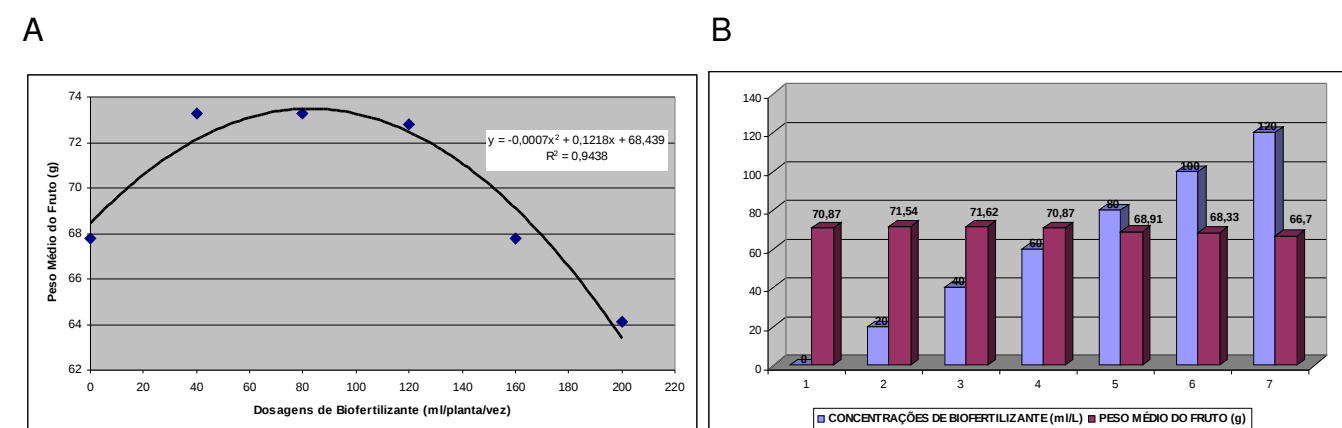 A
B
74
72
70
68
66
64
62
Peso Médio do Fruto (g)
y = -0,0007x² + 0,1218x + 68,439
R² = 0,9438
0 20 40 60 80 100 120 140 160 180 200 220
Dosagens de Biofertilizante (ml/planta/vez)
140
120
100
80
60
40
20
0
0 20 40 60 80 100 120
70,87 71,54 71,62 70,87 68,91 68,33 66,7
1 2 3 4 5 6 7
CONCENTRAÇÕES DE BIOFERTILIZANTE (ml/L) PESO MÉDIO DO FRUTO (g)